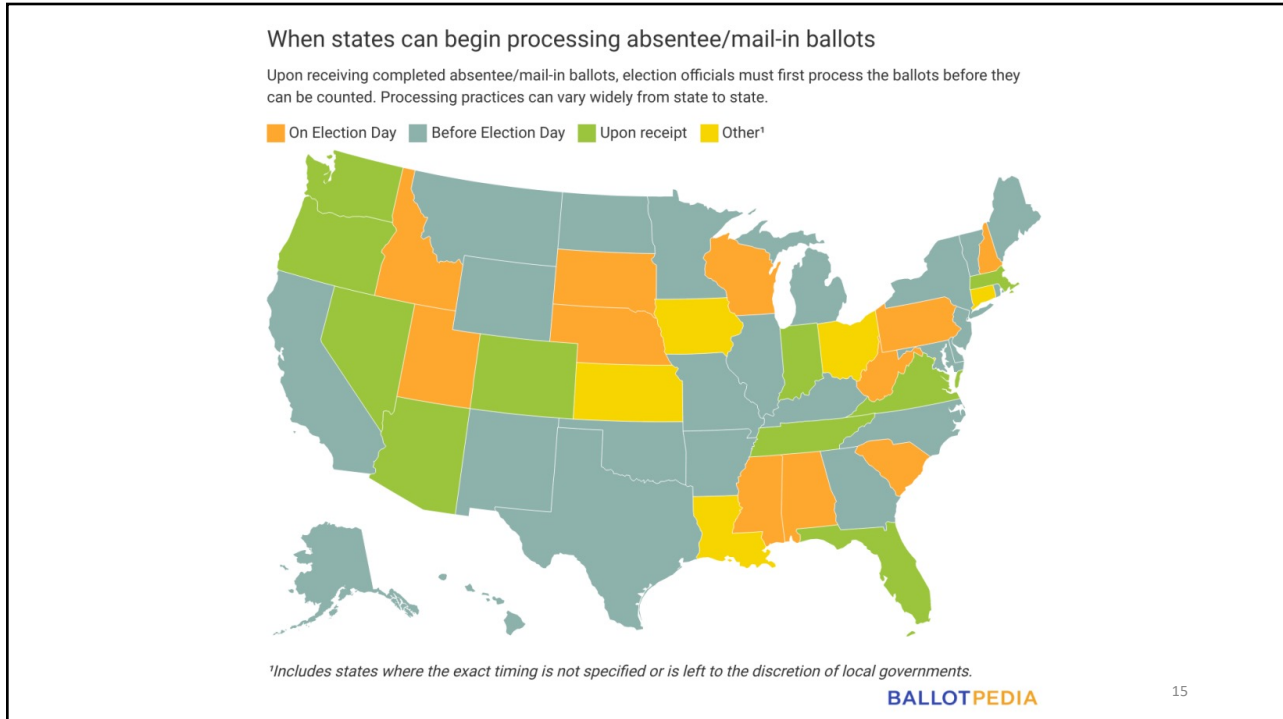 When states can begin processing absentee/mail-in ballots
Upon receiving completed absentee/mail-in ballots, election officials must first process the ballots before they
can be counted. Processing practices can vary widely from state to state.
On Election Day Before Election Day Upon receipt Other¹
¹Includes states where the exact timing is not specified or is left to the discretion of local governments.
BALLOTPEDIA
15